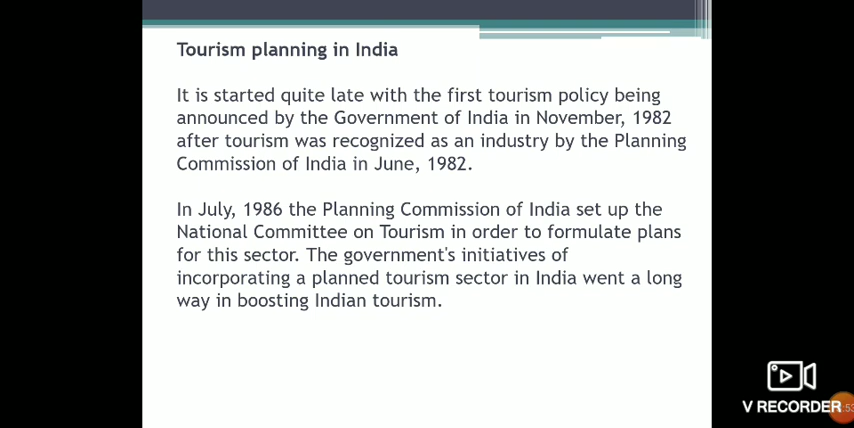 Tourism planning in India
It is started quite late with the first tourism policy being
announced by the Government of India in November, 1982
after tourism was recognized as an industry by the Planning
Commission of India in June, 1982.
In July, 1986 the Planning Commission of India set up the
National Committee on Tourism in order to formulate plans
for this sector. The government's initiatives of
incorporating a planned tourism sector in India went a long
way in boosting Indian tourism.
V RECORDER